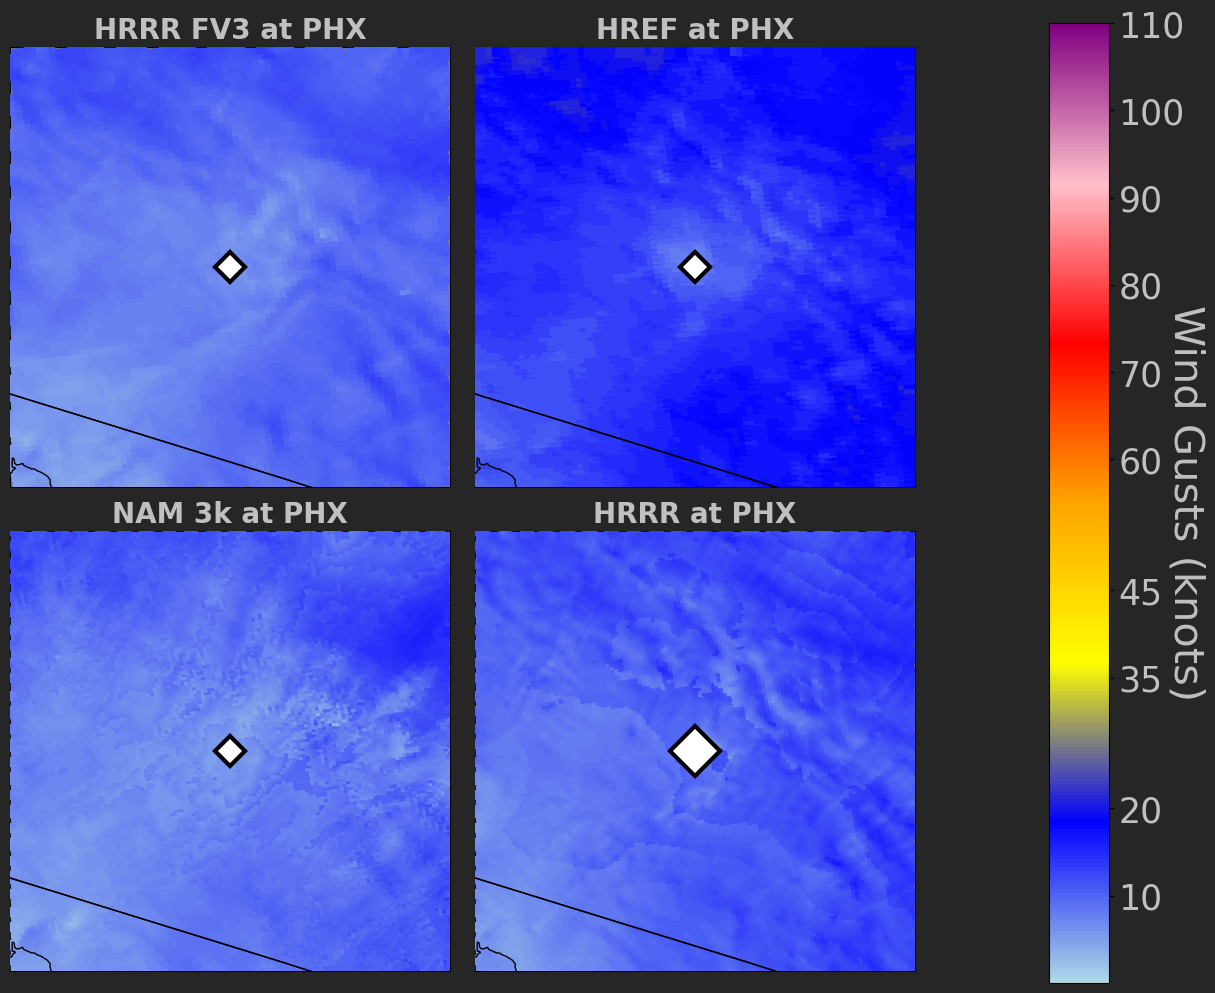 HRRR FV3 at PHX
HREF at PHX
NAM 3k at PHX
HRRR at PHX
110
100
90
80
70
60
45
35
20
10
Wind Gusts (knots)